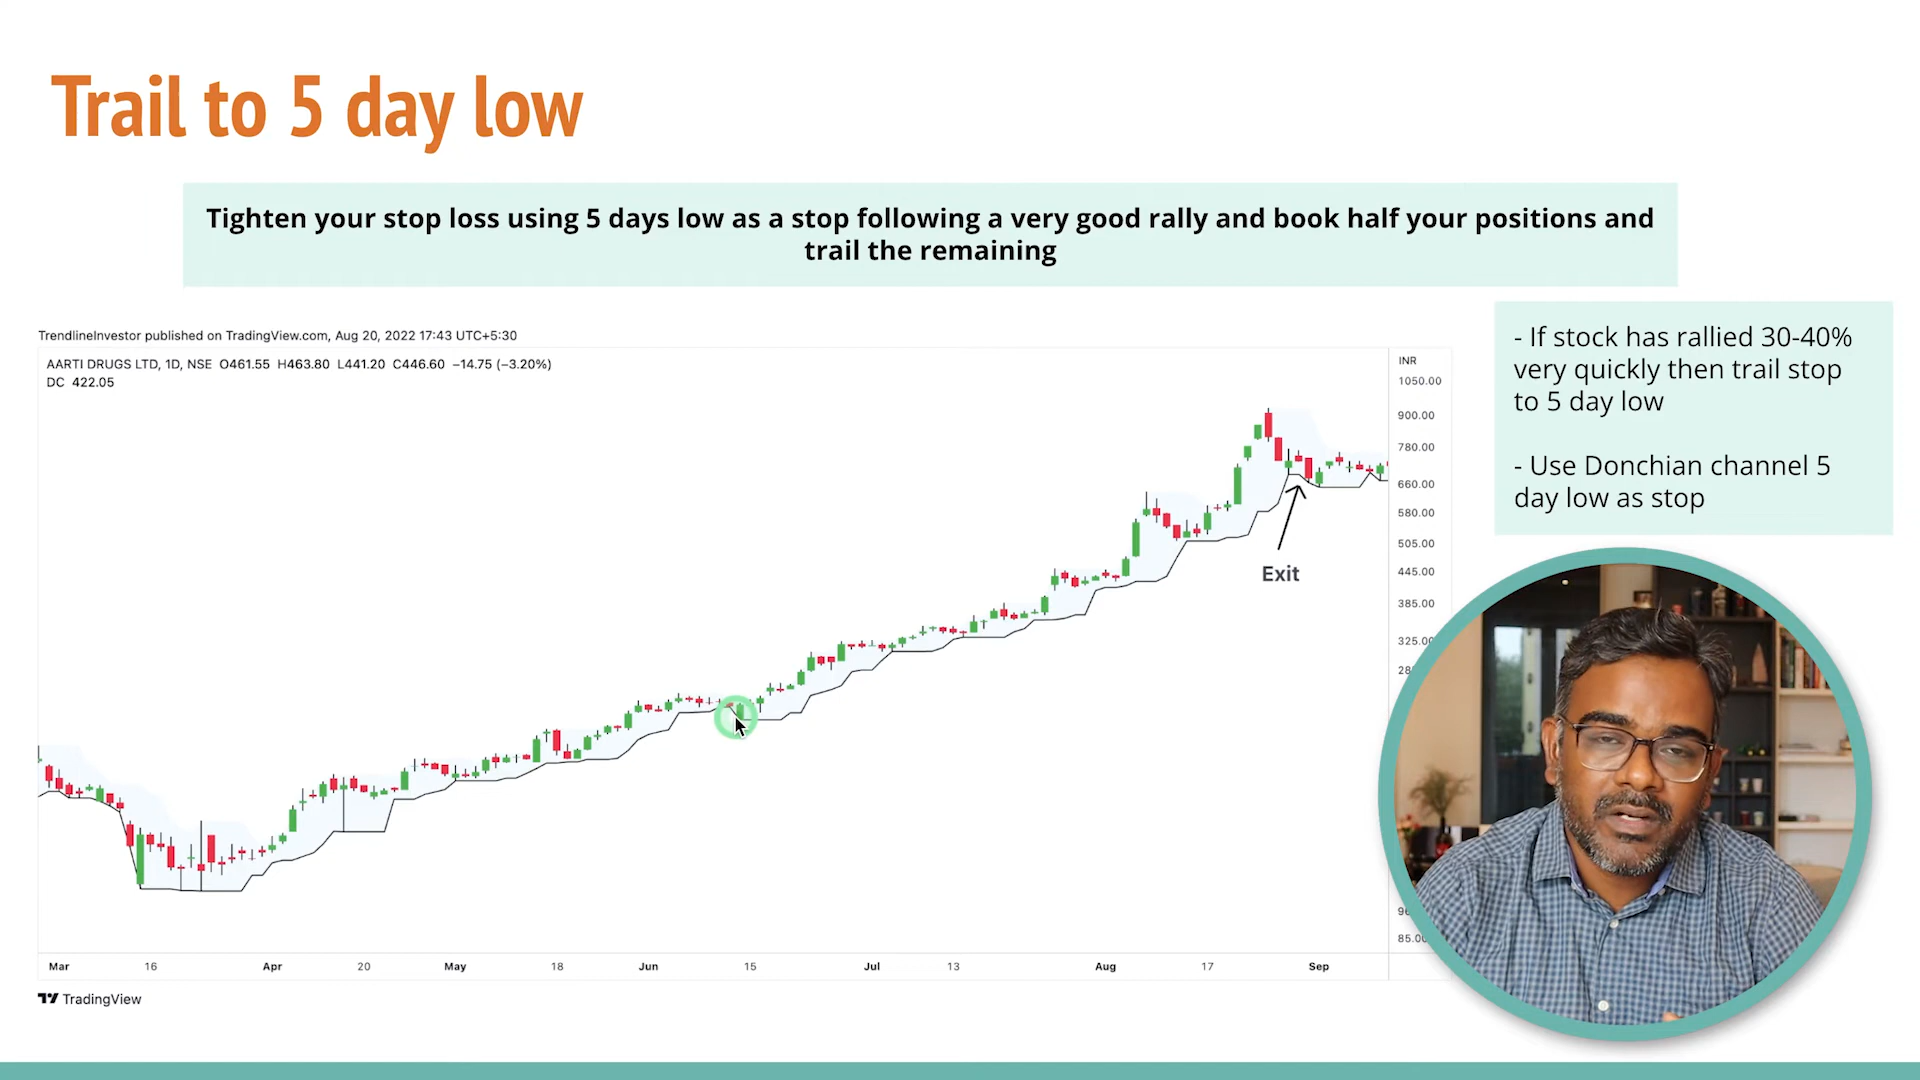 Trail to 5 day low
Tighten your stop loss using 5 days low as a stop following a very good rally and book half your positions and
trail the remaining
TrendlineInvestor published on TradingView.com, Aug 20, 2022 17:43 UTC+5:30
AARTI DRUGS LTD, 1D, NSE O461.55 H463.80 L441.20 C446.60 −14.75 (−3.20%)
DC 422.05
- If stock has rallied 30-40%
very quickly then trail stop
to 5 day low
- Use Donchian channel 5
day low as stop
INR
1050.00
900.00
780.00
660.00
580.00
505.00
445.00
385.00
325.00
Exit
Mar 16 Apr 20 May 18 Jun 15 Jul 13 Aug 17 Sep
TradingView